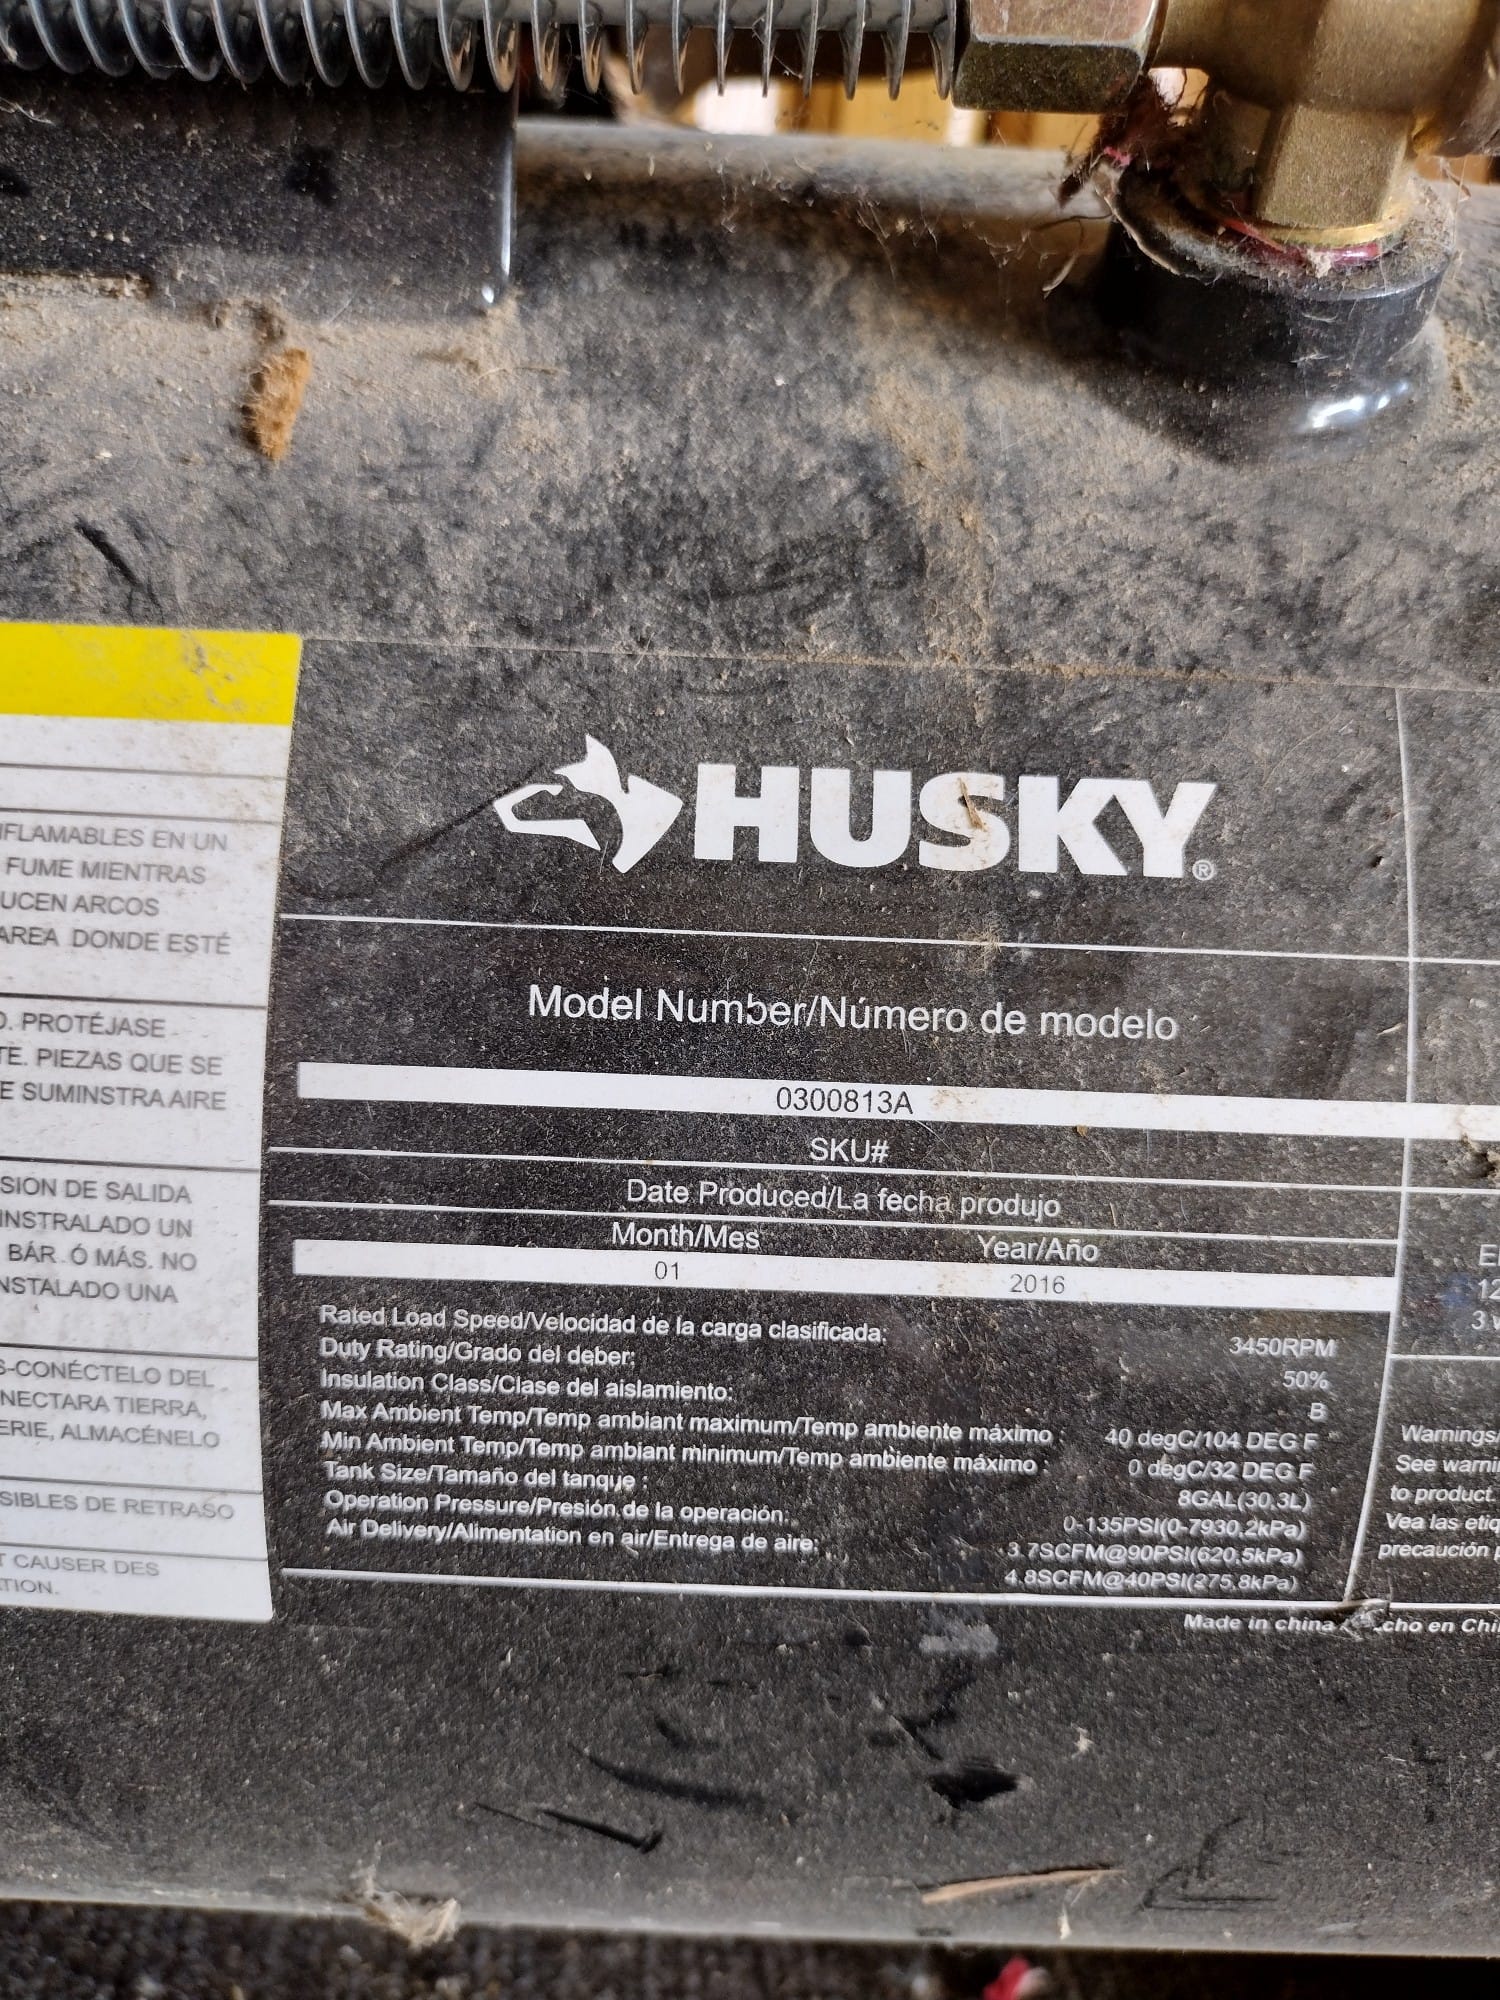 FLAMABLES EN UN
FUME MIENTRAS
UCEN ARCOS
AREA DONDE ESTÉ
O. PROTÉJASE
TE. PIEZAS QUE SE
E SUMINSTRA AIRE
SION DE SALIDA
INSTRALADO UN
BÁR. Ó MÁS. NO
NSTALADO UNA
S-CONÉCTELO DEL
NECTARA TIERRA,
ERIE, ALMACÉNELO
SIBLES DE RETRASO
T CAUSER DES
TION.
HUSKY®
Model Number/Número de modelo
0300813A
SKU#
Date Produced/La fecha produjo
Month/Mes Year/Año
01 2016
Rated Load Speed/Velocidad de la carga clasificada: 3450RPM
Duty Rating/Grado del deber: 50%
Insulation Class/Clase del aislamiento: B
Max Ambient Temp/Temp ambiant maximum/Temp ambiente máximo : 40 degC/104 DEG F
Min Ambient Temp/Temp ambiant minimum/Temp ambiente máximo : 0 degC/32 DEG F
Tank Size/Tamaño del tanque : 8GAL(30.3L)
Operation Pressure/Presión de la operación: 0-135PSI(0-7930.2kPa)
Air Delivery/Alimentation en air/Entrega de aire: 3.7SCFM@90PSI(620.5kPa)
4.8SCFM@40PSI(275.8kPa)
12
3
Warnings/
See warni
to product.
Vea las etiq
precaución
Made in china cho en Chi